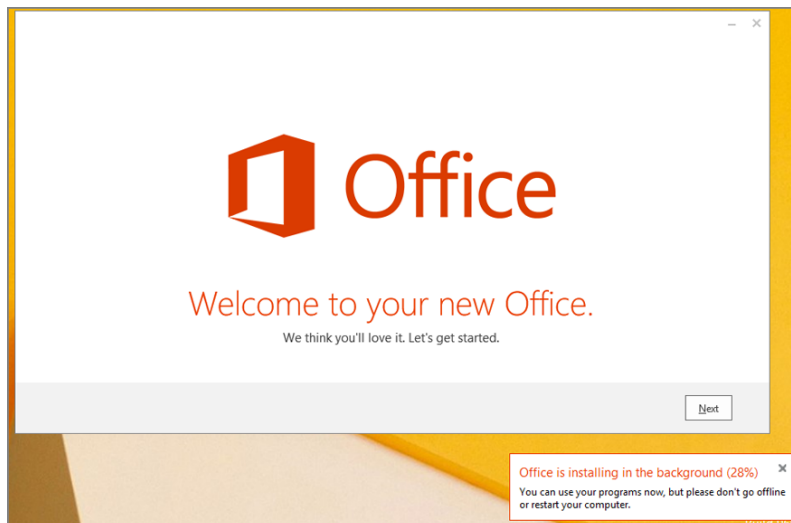 Office
Welcome to your new Office.
We think you'll love it. Let's get started.
Next
Office is installing in the background (28%)
You can use your programs now, but please don't go offline
or restart your computer.